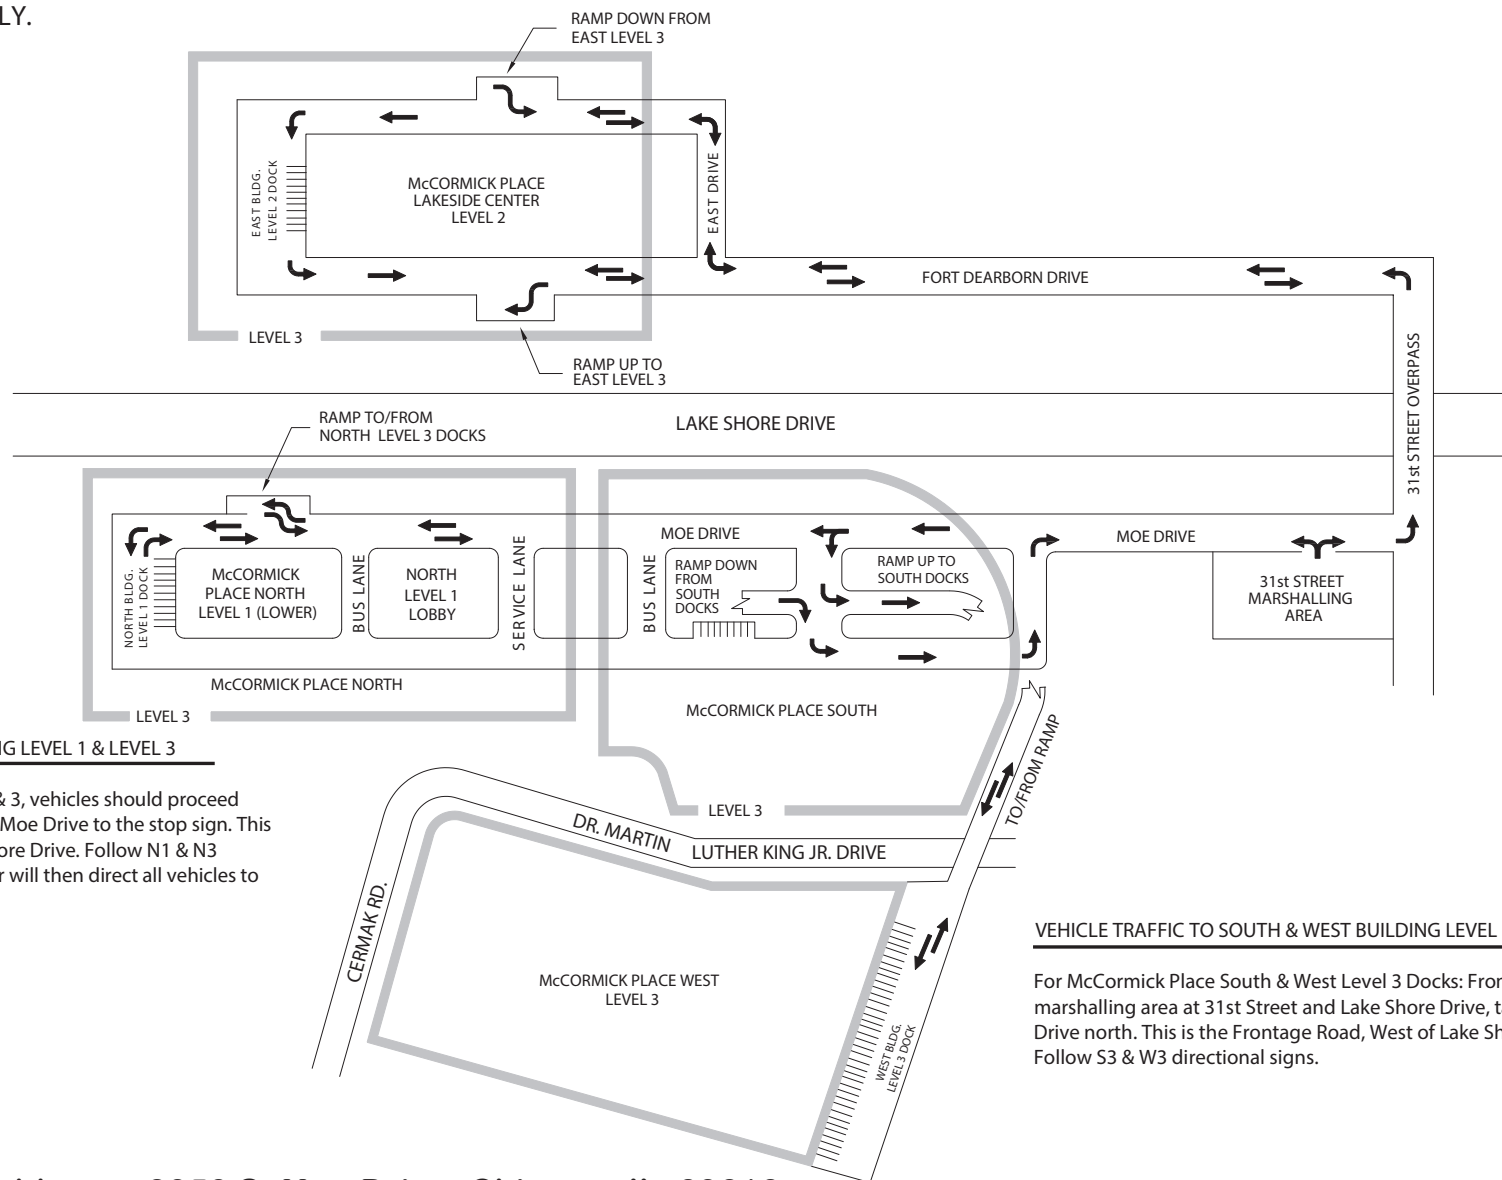 LY.
RAMP DOWN FROM
EAST LEVEL 3
EAST BLDG.
LEVEL 2 DOCK
McCORMICK PLACE
LAKESIDE CENTER
LEVEL 2
EAST DRIVE
FORT DEARBORN DRIVE
LEVEL 3
RAMP UP TO
EAST LEVEL 3
31st STREET OVERPASS
LAKE SHORE DRIVE
RAMP TO/FROM
NORTH LEVEL 3 DOCKS
NORTH BLDG.
LEVEL 1 DOCK
McCORMICK
PLACE NORTH
LEVEL 1 (LOWER)
BUS LANE
NORTH
LEVEL 1
LOBBY
SERVICE LANE
BUS LANE
MOE DRIVE
RAMP DOWN
FROM
SOUTH
DOCKS
RAMP UP TO
SOUTH DOCKS
MOE DRIVE
31st STREET
MARSHALLING
AREA
McCORMICK PLACE NORTH
LEVEL 3
McCORMICK PLACE SOUTH
LEVEL 3
TO/FROM RAMP
NG LEVEL 1 & LEVEL 3
& 3, vehicles should proceed
Moe Drive to the stop sign. This
ore Drive. Follow N1 & N3
r will then direct all vehicles to
DR. MARTIN LUTHER KING JR. DRIVE
CERMAK RD.
McCORMICK PLACE WEST
LEVEL 3
WEST BLDG.
LEVEL 3 DOCK
VEHICLE TRAFFIC TO SOUTH & WEST BUILDING LEVEL
For McCormick Place South & West Level 3 Docks: From
marshalling area at 31st Street and Lake Shore Drive, t
Drive north. This is the Frontage Road, West of Lake Sh
Follow S3 & W3 directional signs.